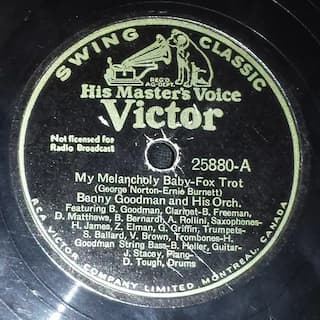 SWING CLASSIC
REG'D.
AG-DEPT.
His Master's Voice
Victor
Not licensed for
Radio Broadcast
25880-A
My Melancholy Baby-Fox Trot
(George Norton-Ernie Burnett)
Benny Goodman and His Orch.
Featuring B. Goodman, Clarinet-B. Freeman,
D. Matthews, B. Bernardi, A. Rollini, Saxophones-
H. James, Z. Elman, G. Griffin, Trumpets-
S. Ballard, V. Brown, Trombones-H.
Goodman String Bass-B. Heller, Guitar-
J. Stacey, Piano-
D. Tough, Drums
RCA VICTOR COMPANY LIMITED MONTREAL, CANADA